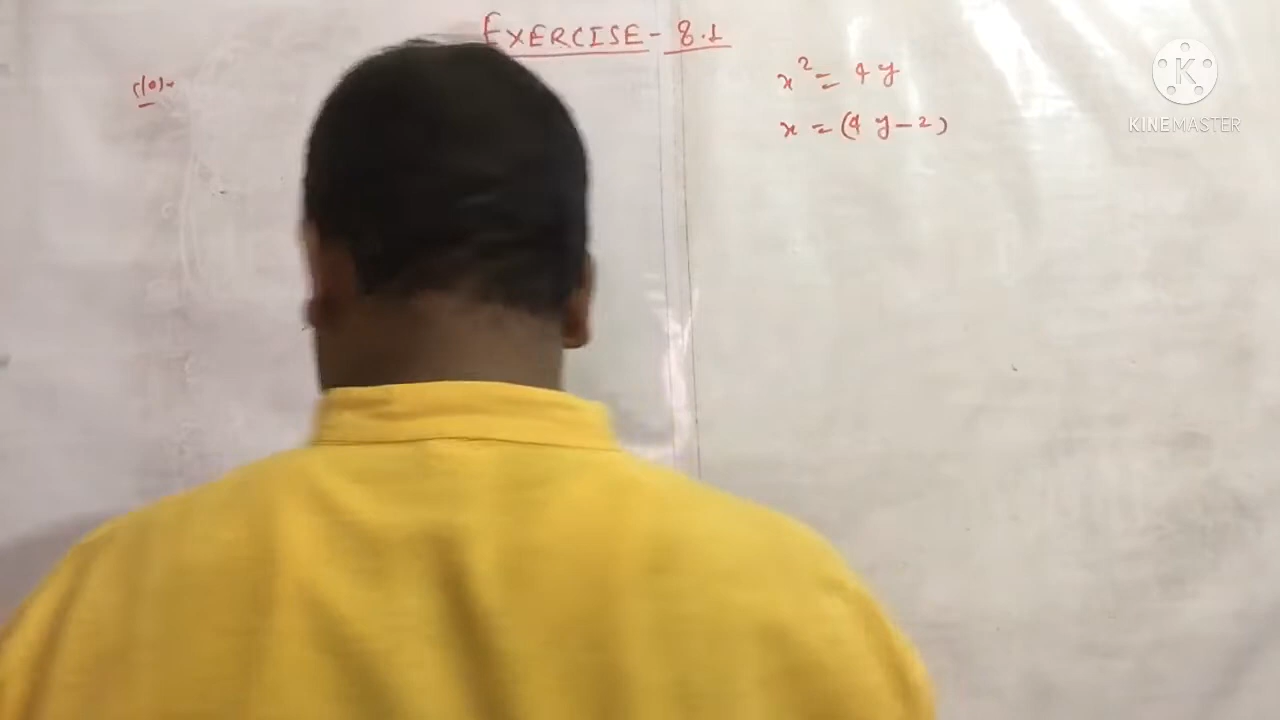 EXERCISE - 8.1
x² = 4y
x = (4y-2)
KINEMASTER